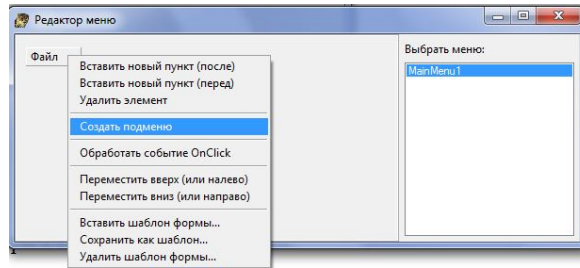 Редактор меню
Файл
Выбрать меню:
MainMenu1
Вставить новый пункт (после)
Вставить новый пункт (перед)
Удалить элемент
Создать подменю
Обработать событие OnClick
Переместить вверх (или налево)
Переместить вниз (или направо)
Вставить шаблон формы...
Сохранить как шаблон...
Удалить шаблон формы...